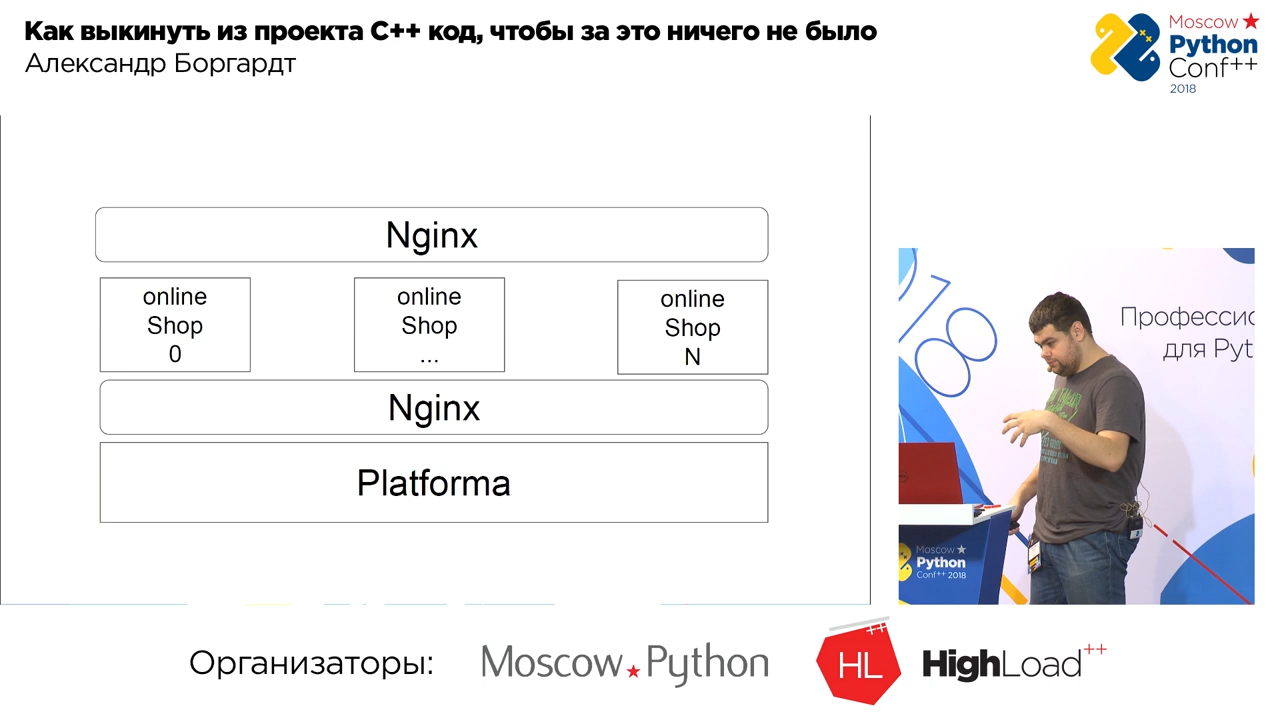 Как выкинуть из проекта C++ код, чтобы за это ничего не было
Александр Боргардт
Moscow
Python
Conf++
2018
Nginx
online
Shop
0
online
Shop
...
online
Shop
N
Nginx
Platforma
2018
Профессио
для Pyt
Moscow
Python
Conf++ 2018
Организаторы:
Moscow Python
HL++
HighLoad++